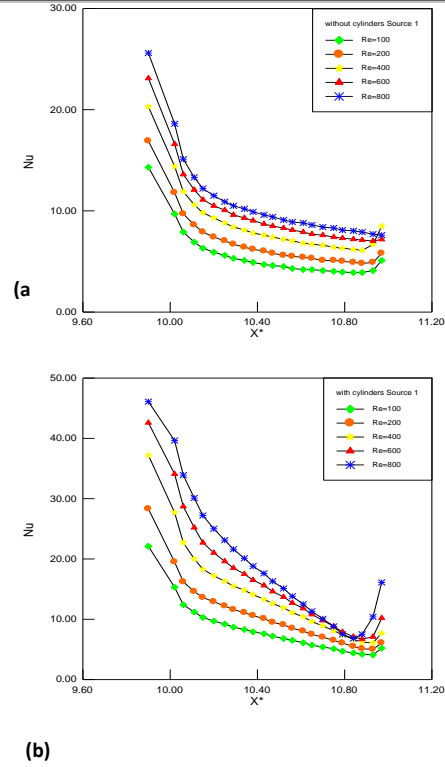 30.00
without cylinders Source 1
Re=100
Re=200
Re=400
Re=600
Re=800
20.00
Nu
10.00
(a
0.00
9.60 10.00 10.40 10.80 11.20
X*
50.00
with cylinders Source 1
Re=100
Re=200
Re=400
Re=600
Re=800
40.00
30.00
Nu
20.00
10.00
0.00
9.60 10.00 10.40 10.80 11.20
X*
(b)